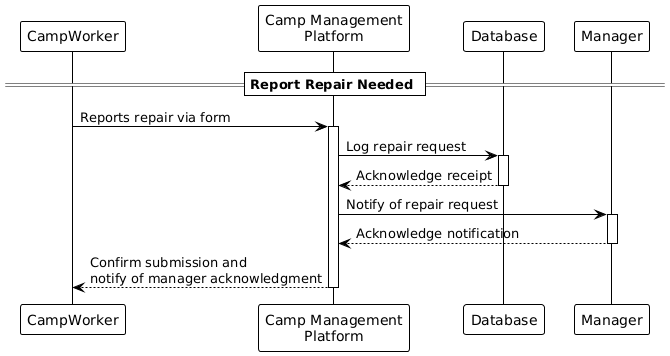 CampWorker
Camp Management
Platform
Database
Manager
Report Repair Needed
Reports repair via form
Log repair request
Acknowledge receipt
Notify of repair request
Acknowledge notification
Confirm submission and
notify of manager acknowledgment
CampWorker
Camp Management
Platform
Database
Manager